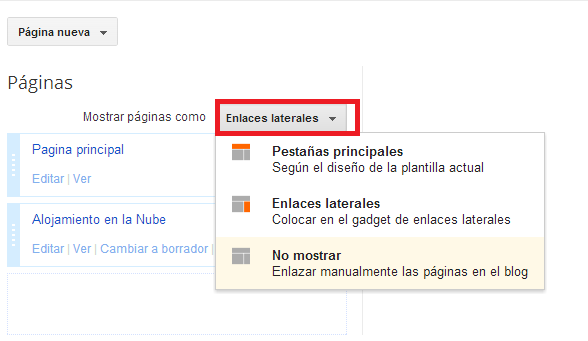 Página nueva
Páginas
Mostrar páginas como
Enlaces laterales
Pagina principal
Editar | Ver
Alojamiento en la Nube
Editar | Ver | Cambiar a borrador |
Pestañas principales
Según el diseño de la plantilla actual
Enlaces laterales
Colocar en el gadget de enlaces laterales
No mostrar
Enlazar manualmente las páginas en el blog